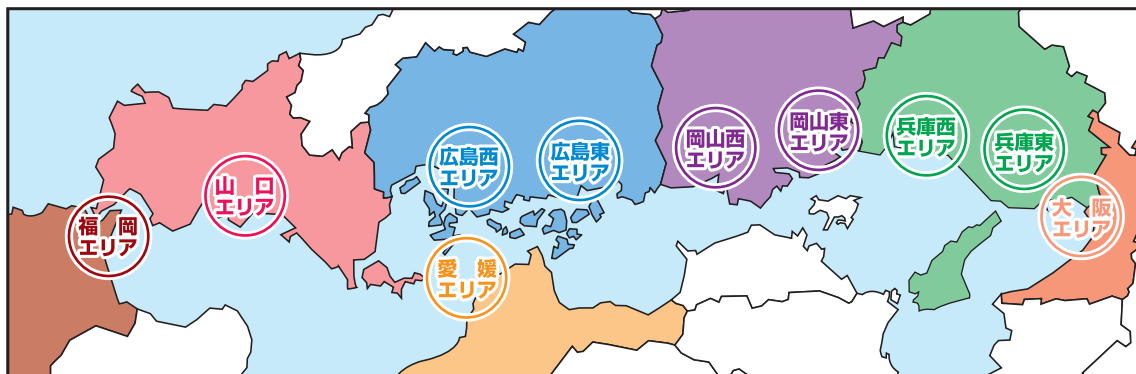 福 岡
エリア
山 口
エリア
広島西
エリア
広島東
エリア
愛 媛
エリア
岡山西
エリア
岡山東
エリア
兵庫西
エリア
兵庫東
エリア
大 阪
エリア